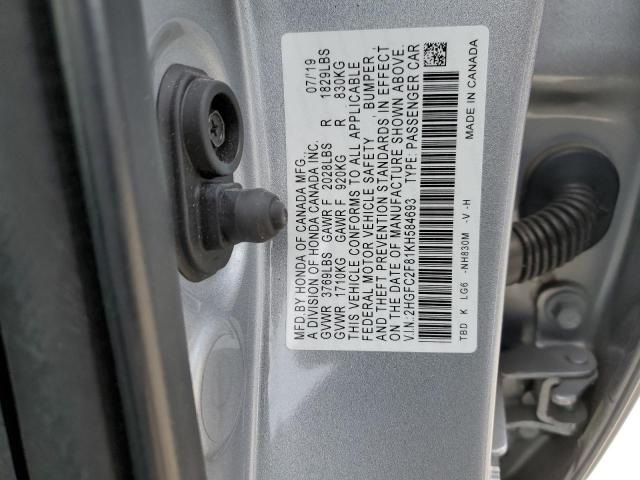 MFD.BY HONDA OF CANADA MFG. 07/19
A DIVISION OF HONDA CANADA INC.
GVWR 3769LBS GAWR F 2028LBS R 1829LBS
GVWR 1710KG GAWR F 920KG R 830KG
THIS VEHICLE CONFORMS TO ALL APPLICABLE
FEDERAL MOTOR VEHICLE SAFETY BUMPER,
AND THEFT PREVENTION STANDARDS IN EFFECT
ON THE DATE OF MANUFACTURE SHOWN ABOVE.
V.I.N.:2HGFC2F81KH584693 TYPE: PASSENGER CAR
TBD K LG6 -NH830M -V -H MADE IN CANADA